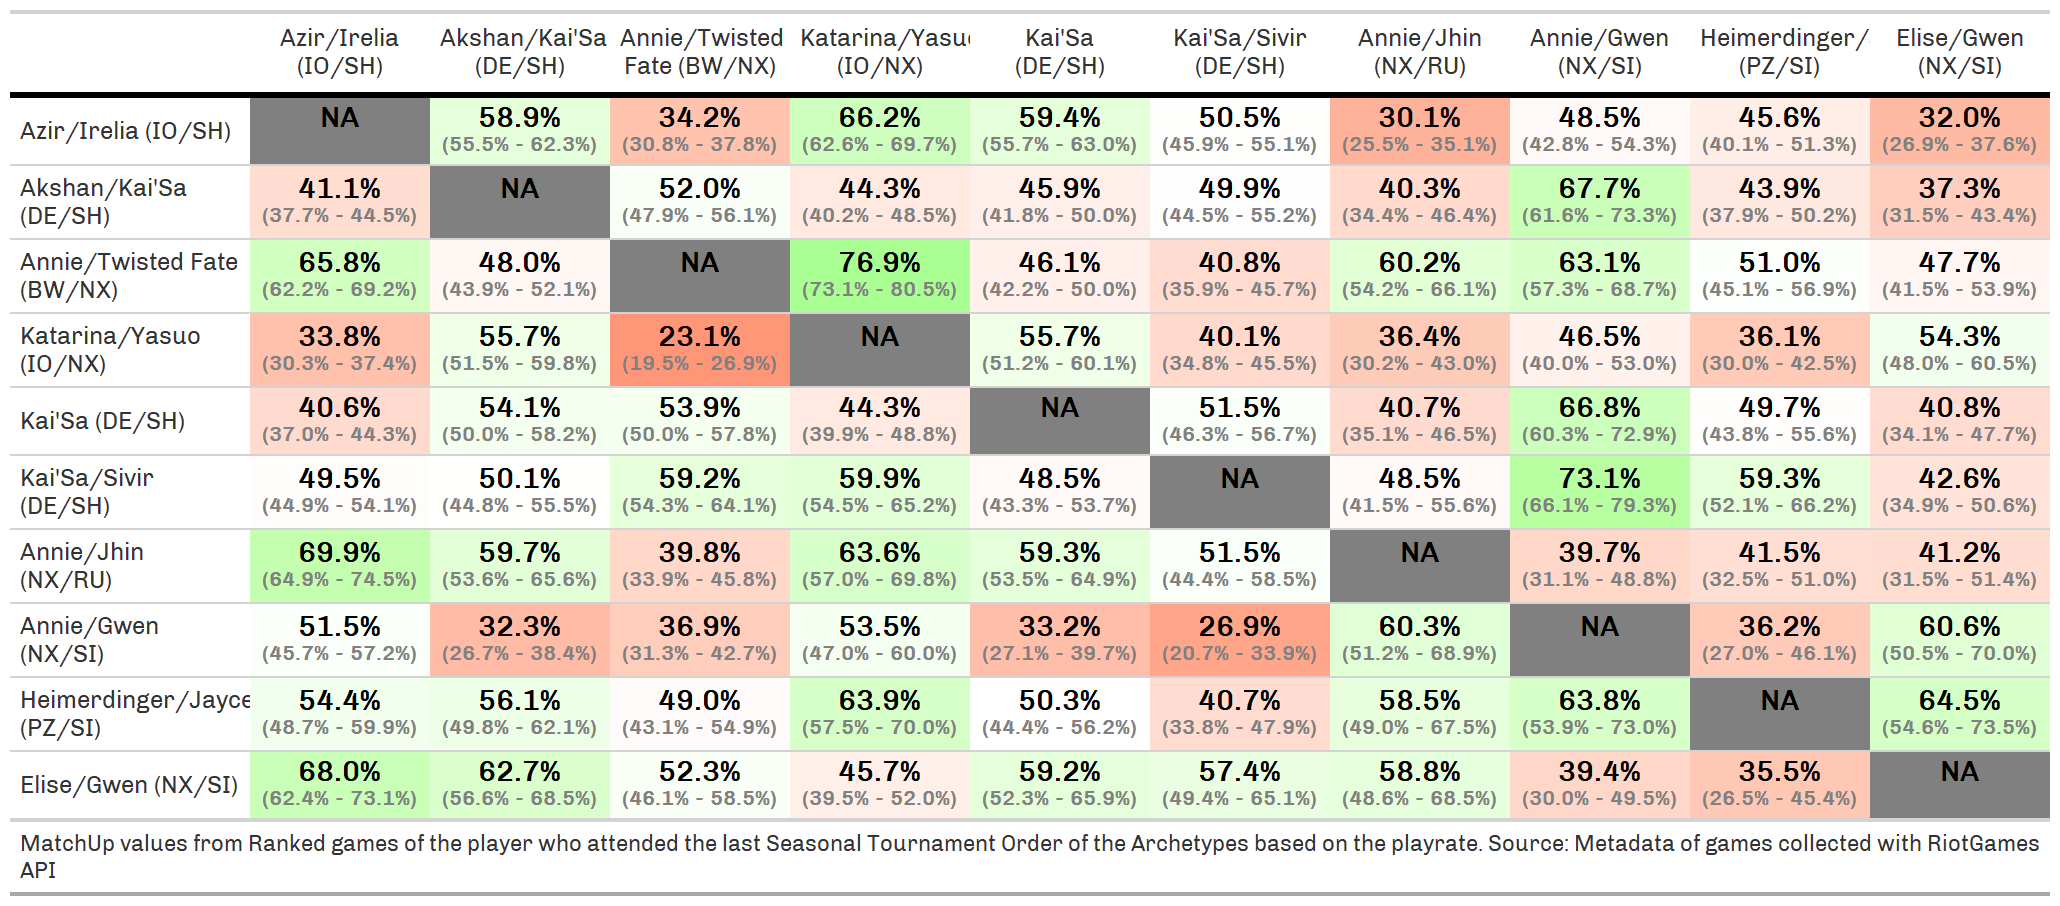 Azir/Irelia Akshan/Kai'Sa Annie/Twisted Katarina/Yasuo Kai'Sa Kai'Sa/Sivir Annie/Jhin Annie/Gwen Heimerdinger/ Elise/Gwen
(IO/SH) (DE/SH) Fate (BW/NX) (IO/NX) (DE/SH) (DE/SH) (NX/RU) (NX/SI) (PZ/SI) (NX/SI)
Azir/Irelia (IO/SH) NA 58.9% 34.2% 66.2% 59.4% 50.5% 30.1% 48.5% 45.6% 32.0%
(55.5% - 62.3%) (30.8% - 37.8%) (62.6% - 69.7%) (55.7% - 63.0%) (45.9% - 55.1%) (25.5% - 35.1%) (42.8% - 54.3%) (40.1% - 51.3%) (26.9% - 37.6%)
Akshan/Kai'Sa 41.1% NA 52.0% 44.3% 45.9% 49.9% 40.3% 67.7% 43.9% 37.3%
(DE/SH) (37.7% - 44.5%) (47.9% - 56.1%) (40.2% - 48.5%) (41.8% - 50.0%) (44.5% - 55.2%) (34.4% - 46.4%) (61.6% - 73.3%) (37.9% - 50.2%) (31.5% - 43.4%)
Annie/Twisted Fate 65.8% 48.0% NA 76.9% 46.1% 40.8% 60.2% 63.1% 51.0% 47.7%
(BW/NX) (62.2% - 69.2%) (43.9% - 52.1%) (73.1% - 80.5%) (42.2% - 50.0%) (35.9% - 45.7%) (54.2% - 66.1%) (57.3% - 68.7%) (45.1% - 56.9%) (41.5% - 53.9%)
Katarina/Yasuo 33.8% 55.7% 23.1% NA 55.7% 40.1% 36.4% 46.5% 36.1% 54.3%
(IO/NX) (30.3% - 37.4%) (51.5% - 59.8%) (19.5% - 26.9%) (51.2% - 60.1%) (34.8% - 45.5%) (30.2% - 43.0%) (40.0% - 53.0%) (30.0% - 42.5%) (48.0% - 60.5%)
Kai'Sa (DE/SH) 40.6% 54.1% 53.9% 44.3% NA 51.5% 40.7% 66.8% 49.7% 40.8%
(37.0% - 44.3%) (50.0% - 58.2%) (50.0% - 57.8%) (39.9% - 48.8%) (46.3% - 56.7%) (35.1% - 46.5%) (60.3% - 72.9%) (43.8% - 55.6%) (34.1% - 47.7%)
Kai'Sa/Sivir 49.5% 50.1% 59.2% 59.9% 48.5% NA 48.5% 73.1% 59.3% 42.6%
(DE/SH) (44.9% - 54.1%) (44.8% - 55.5%) (54.3% - 64.1%) (54.5% - 65.2%) (43.3% - 53.7%) (41.5% - 55.6%) (66.1% - 79.3%) (52.1% - 66.2%) (34.9% - 50.6%)
Annie/Jhin 69.9% 59.7% 39.8% 63.6% 59.3% 51.5% NA 39.7% 41.5% 41.2%
(NX/RU) (64.9% - 74.5%) (53.6% - 65.6%) (33.9% - 45.8%) (57.0% - 69.8%) (53.5% - 64.9%) (44.4% - 58.5%) (31.1% - 48.8%) (32.5% - 51.0%) (31.5% - 51.4%)
Annie/Gwen 51.5% 32.3% 36.9% 53.5% 33.2% 26.9% 60.3% NA 36.2% 60.6%
(NX/SI) (45.7% - 57.2%) (26.7% - 38.4%) (31.3% - 42.7%) (47.0% - 60.0%) (27.1% - 39.7%) (20.7% - 33.9%) (51.2% - 68.9%) (27.0% - 46.1%) (50.5% - 70.0%)
Heimerdinger/Jayce 54.4% 56.1% 49.0% 63.9% 50.3% 40.7% 58.5% 63.8% NA 64.5%
(PZ/SI) (48.7% - 59.9%) (49.8% - 62.1%) (43.1% - 54.9%) (57.5% - 70.0%) (44.4% - 56.2%) (33.8% - 47.9%) (49.0% - 67.5%) (53.9% - 73.0%) (54.6% - 73.5%)
Elise/Gwen (NX/SI) 68.0% 62.7% 52.3% 45.7% 59.2% 57.4% 58.8% 39.4% 35.5% NA
(62.4% - 73.1%) (56.6% - 68.5%) (46.1% - 58.5%) (39.5% - 52.0%) (52.3% - 65.9%) (49.4% - 65.1%) (48.6% - 68.5%) (30.0% - 49.5%) (26.5% - 45.4%)
MatchUp values from Ranked games of the player who attended the last Seasonal Tournament Order of the Archetypes based on the playrate. Source: Metadata of games collected with RiotGames
API